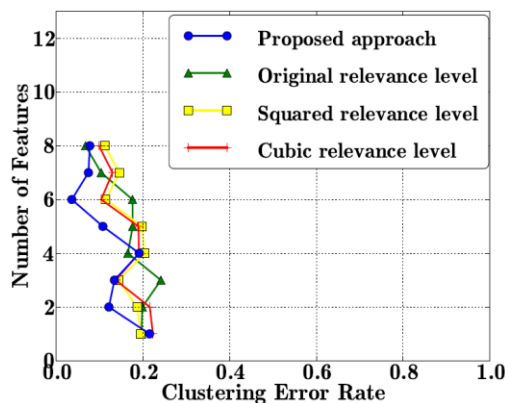 12
10
8
6
4
2
0
Number of Features
Proposed approach
Original relevance level
Squared relevance level
Cubic relevance level
0.0 0.2 0.4 0.6 0.8 1.0
Clustering Error Rate